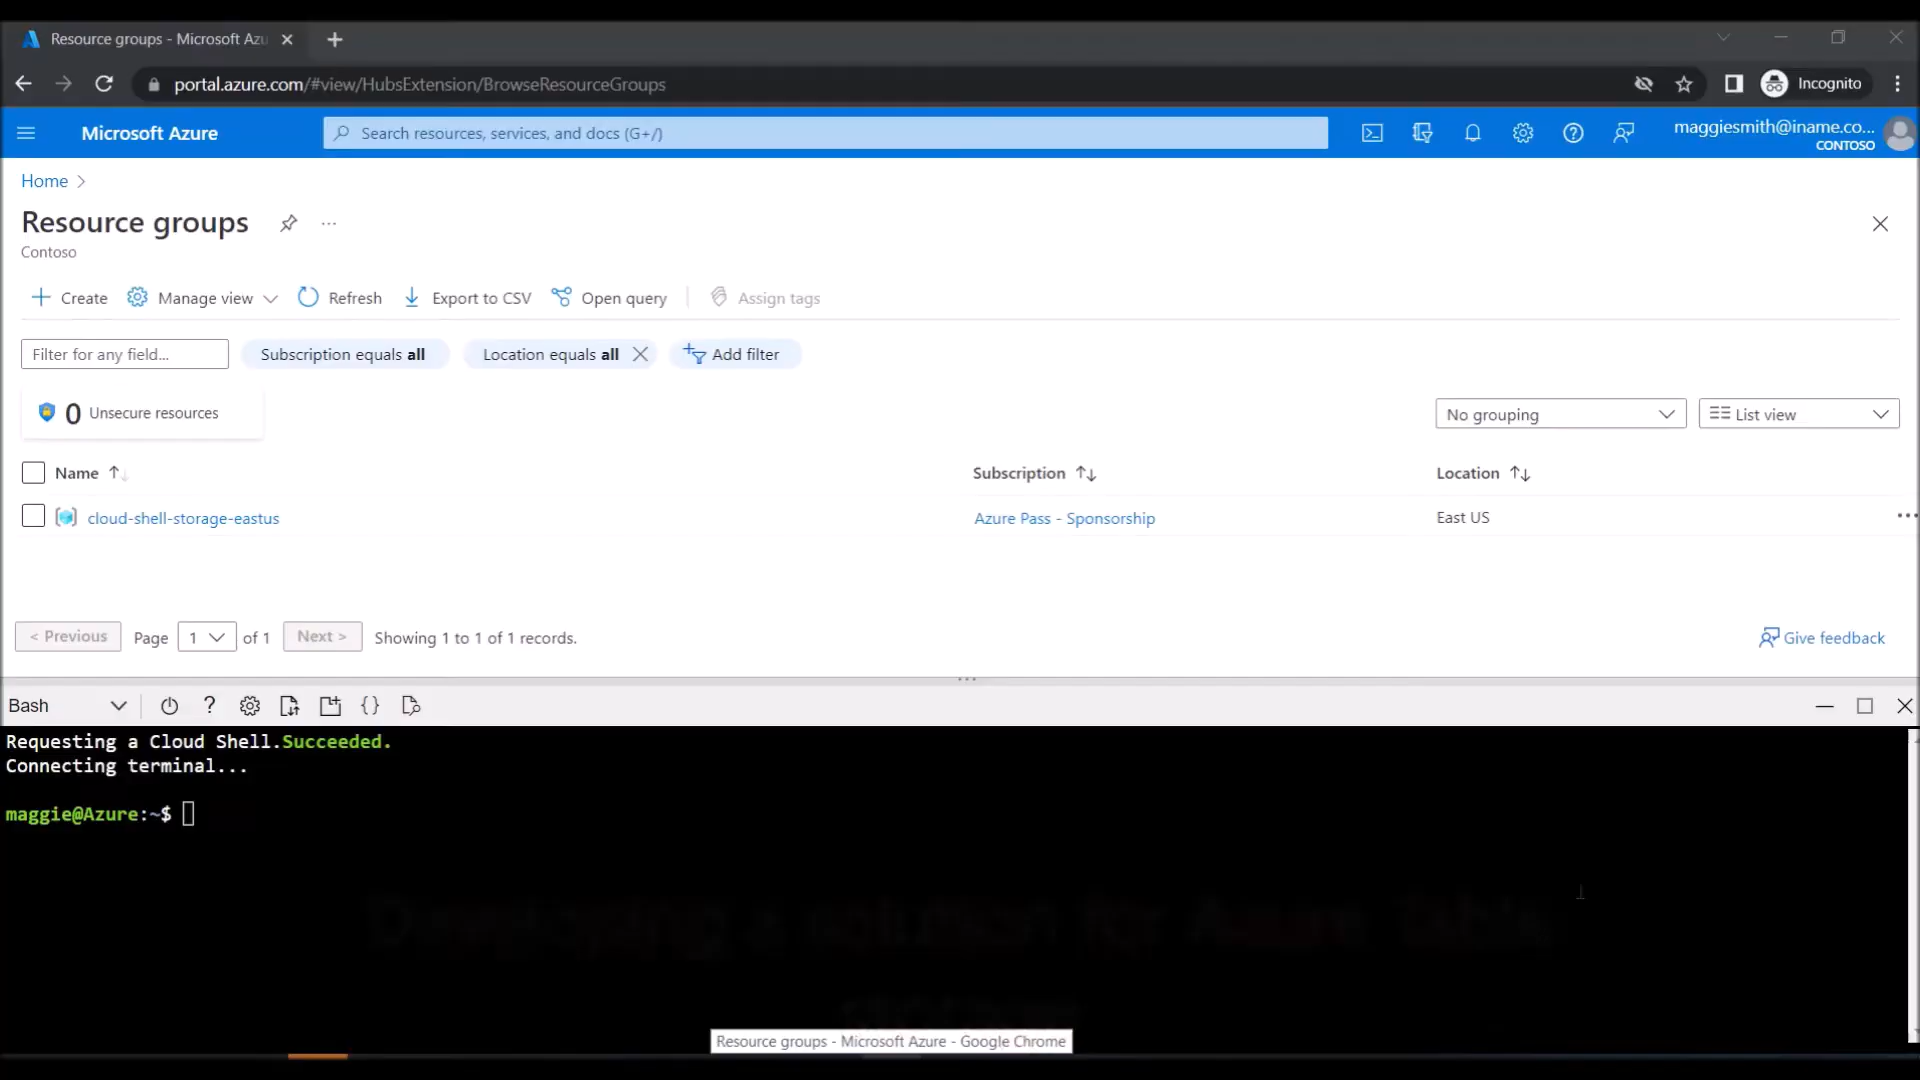 Resource groups - Microsoft Azu
portal.azure.com/#view/HubsExtension/BrowseResourceGroups
Incognito
Microsoft Azure
Search resources, services, and docs (G+/)
maggiesmith@iname.co...
CONTOSO
Home
Resource groups
...
Contoso
Create
Manage view
Refresh
Export to CSV
Open query
Assign tags
Filter for any field...
Subscription equals all
Location equals all
Add filter
0 Unsecure resources
No grouping
List view
Name
Subscription
Location
cloud-shell-storage-eastus
Azure Pass - Sponsorship
East US
...
< Previous
Page 1 of 1
Next >
Showing 1 to 1 of 1 records.
Give feedback
Bash
?
{}
Requesting a Cloud Shell.Succeeded.
Connecting terminal...
maggie@Azure:~$
Developing a solution for Azure Table
Resource groups - Microsoft Azure - Google Chrome